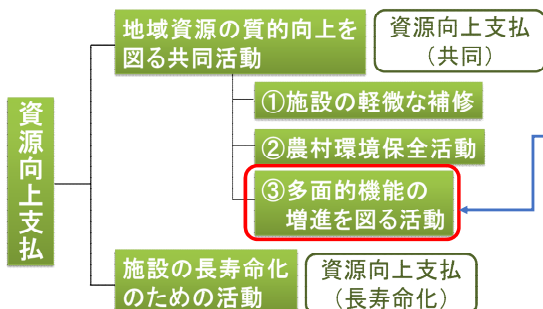 資源向上支払
地域資源の質的向上を
図る共同活動
資源向上支払
（共同）
①施設の軽微な補修
②農村環境保全活動
③多面的機能の
増進を図る活動
施設の長寿命化
のための活動
資源向上支払
（長寿命化）